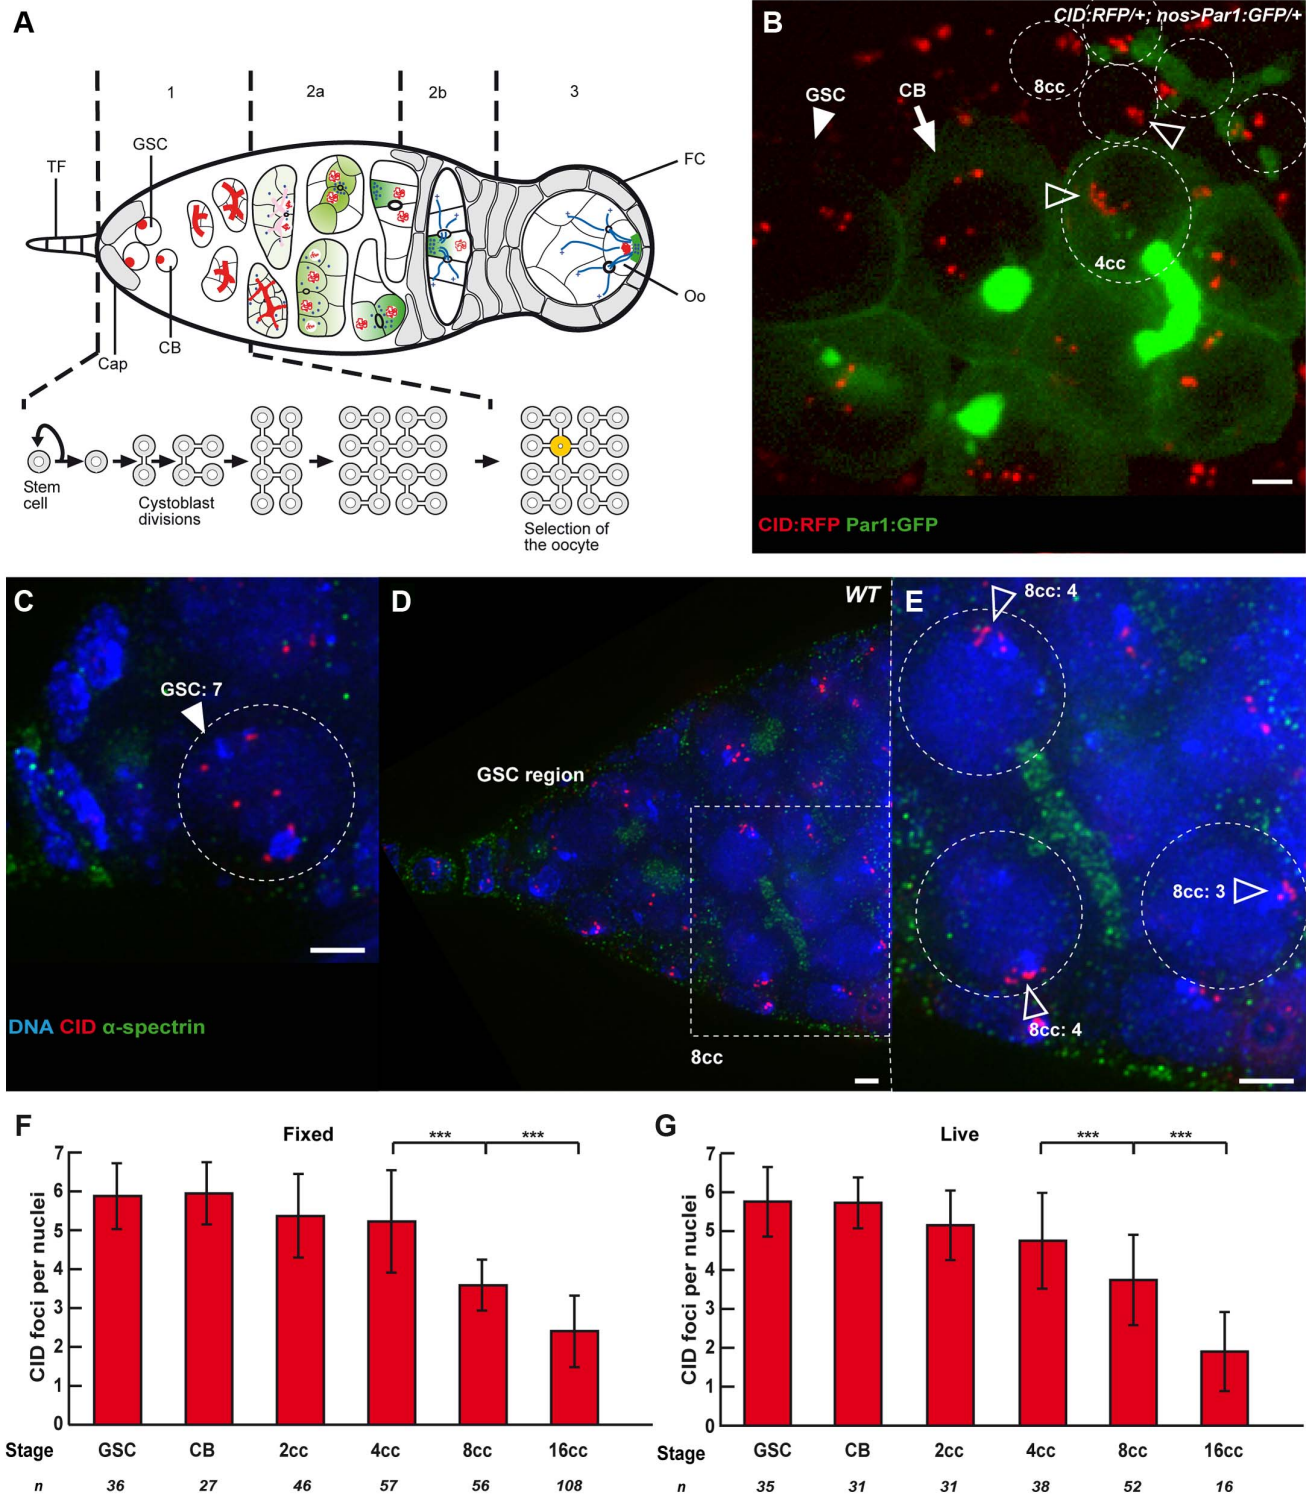 A
1
2a
2b
3
GSC
TF
FC
Oo
CB
Cap
Stem
cell
Cystoblast
divisions
Selection of
the oocyte
B
CID:RFP/+; nos>Par1:GFP/+
GSC
CB
8cc
4cc
CID:RFP Par1:GFP
C
GSC: 7
DNA CID α-spectrin
D
WT
GSC region
8cc
E
8cc: 4
8cc: 3
8cc: 4
F
Fixed
*** ***
CID foci per nuclei
7
6
5
4
3
2
1
0
Stage GSC CB 2cc 4cc 8cc 16cc
n 36 27 46 57 56 108
G
Live
*** ***
CID foci per nuclei
7
6
5
4
3
2
1
0
Stage GSC CB 2cc 4cc 8cc 16cc
n 35 31 31 38 52 16